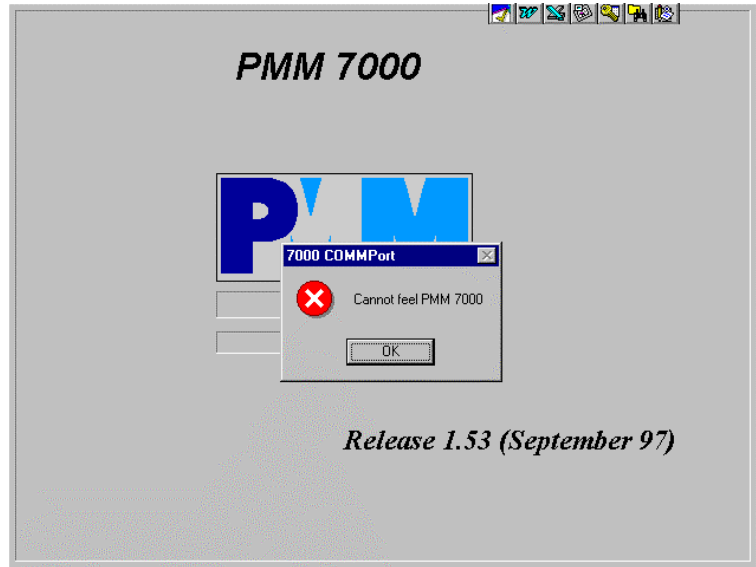 PMM 7000
PMM
7000 COMMPort
Cannot feel PMM 7000
OK
Release 1.53 (September 97)